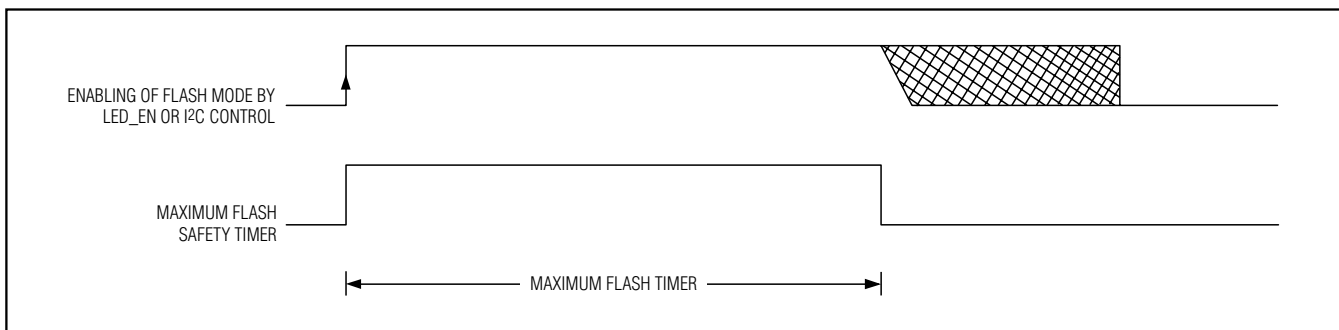 ENABLING OF FLASH MODE BY
LED_EN OR I²C CONTROL
MAXIMUM FLASH
SAFETY TIMER
MAXIMUM FLASH TIMER